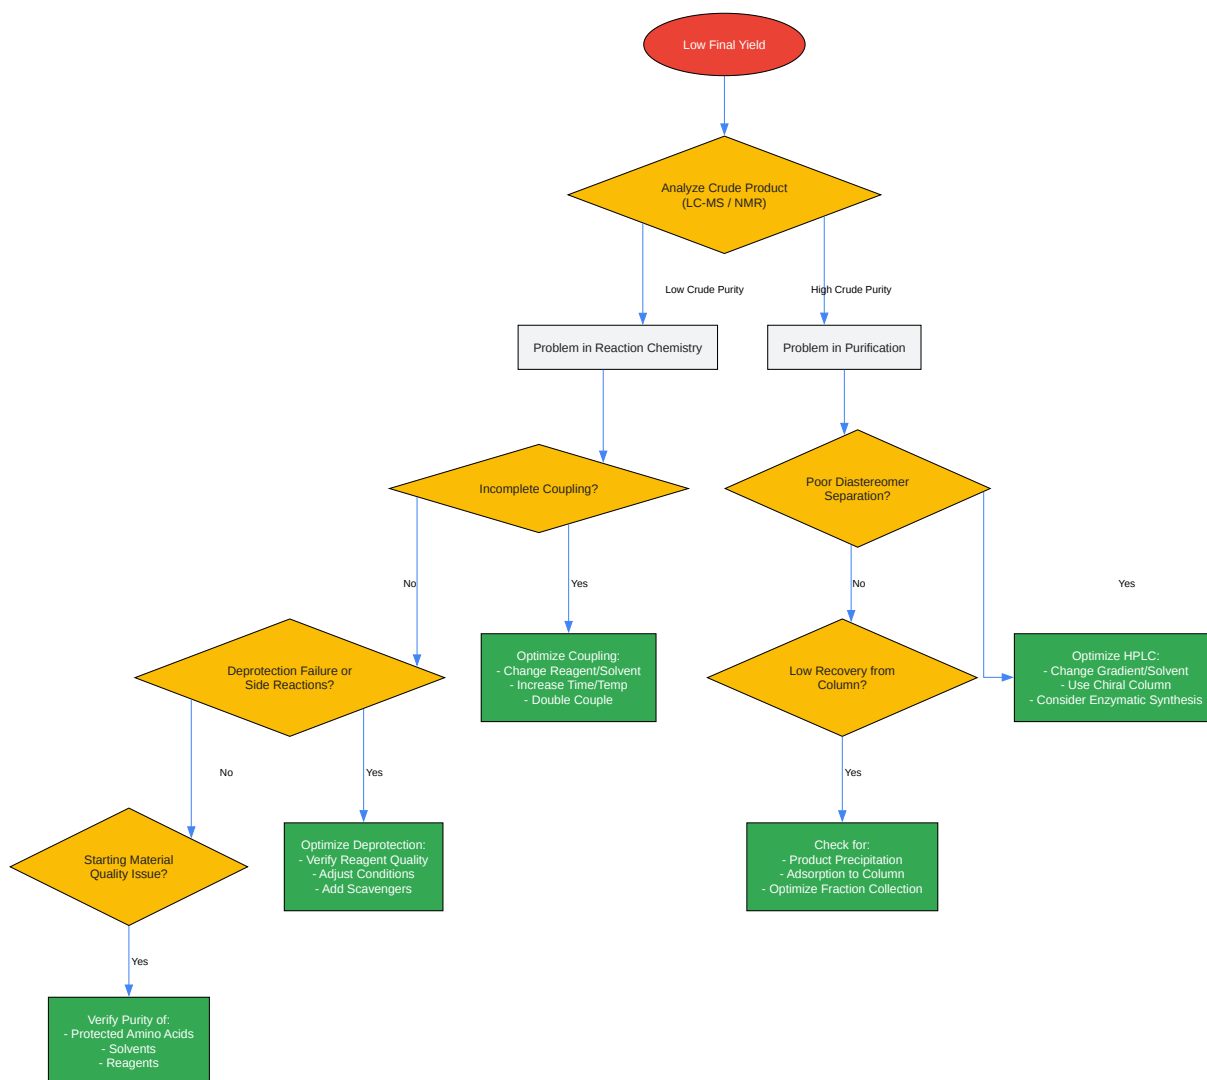 Low Final Yield
Analyze Crude Product
(LC-MS / NMR)
Low Crude Purity
High Crude Purity
Problem in Reaction Chemistry
Problem in Purification
Incomplete Coupling?
Poor Diastereomer
Separation?
No
Yes
No
Yes
Deprotection Failure or
Side Reactions?
Optimize Coupling:
- Change Reagent/Solvent
- Increase Time/Temp
- Double Couple
Low Recovery from
Column?
Optimize HPLC:
- Change Gradient/Solvent
- Use Chiral Column
- Consider Enzymatic Synthesis
No
Yes
Yes
Starting Material
Quality Issue?
Optimize Deprotection:
- Verify Reagent Quality
- Adjust Conditions
- Add Scavengers
Check for:
- Product Precipitation
- Adsorption to Column
- Optimize Fraction Collection
Yes
Verify Purity of:
- Protected Amino Acids
- Solvents
- Reagents